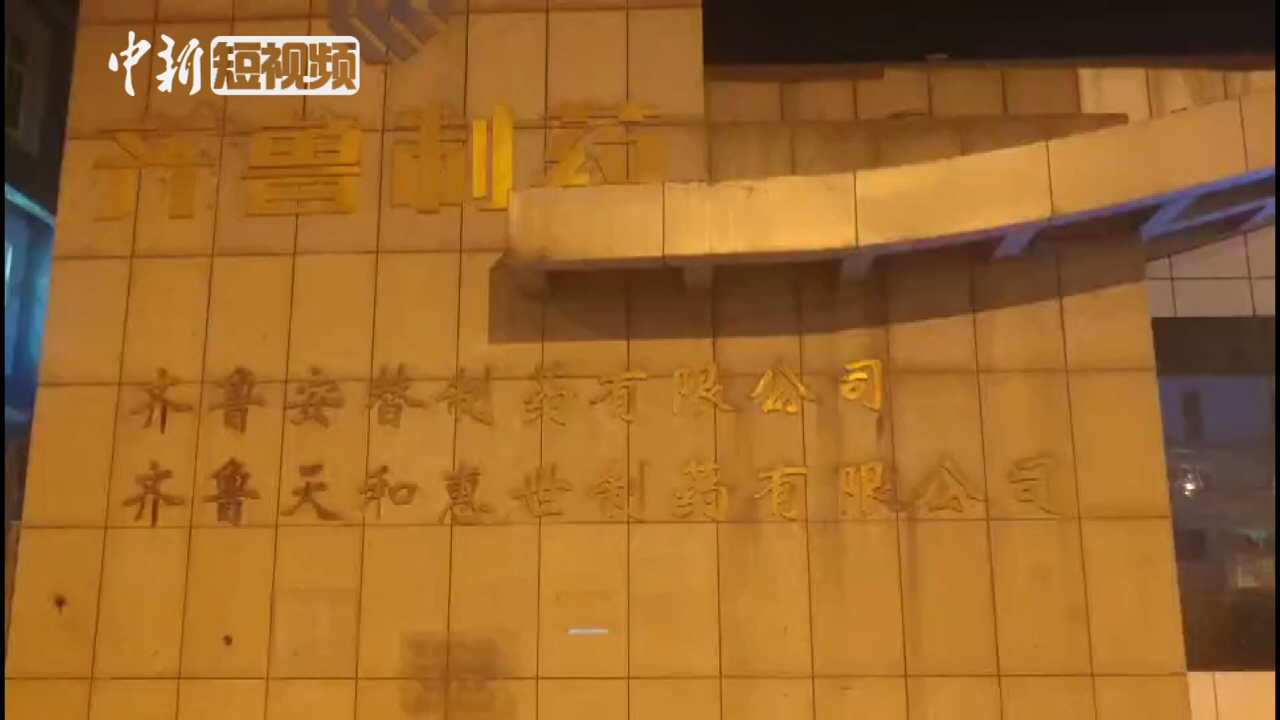 中新短视频
齐鲁制药
齐鲁安替制药有限公司
齐鲁天和惠世制药有限公司